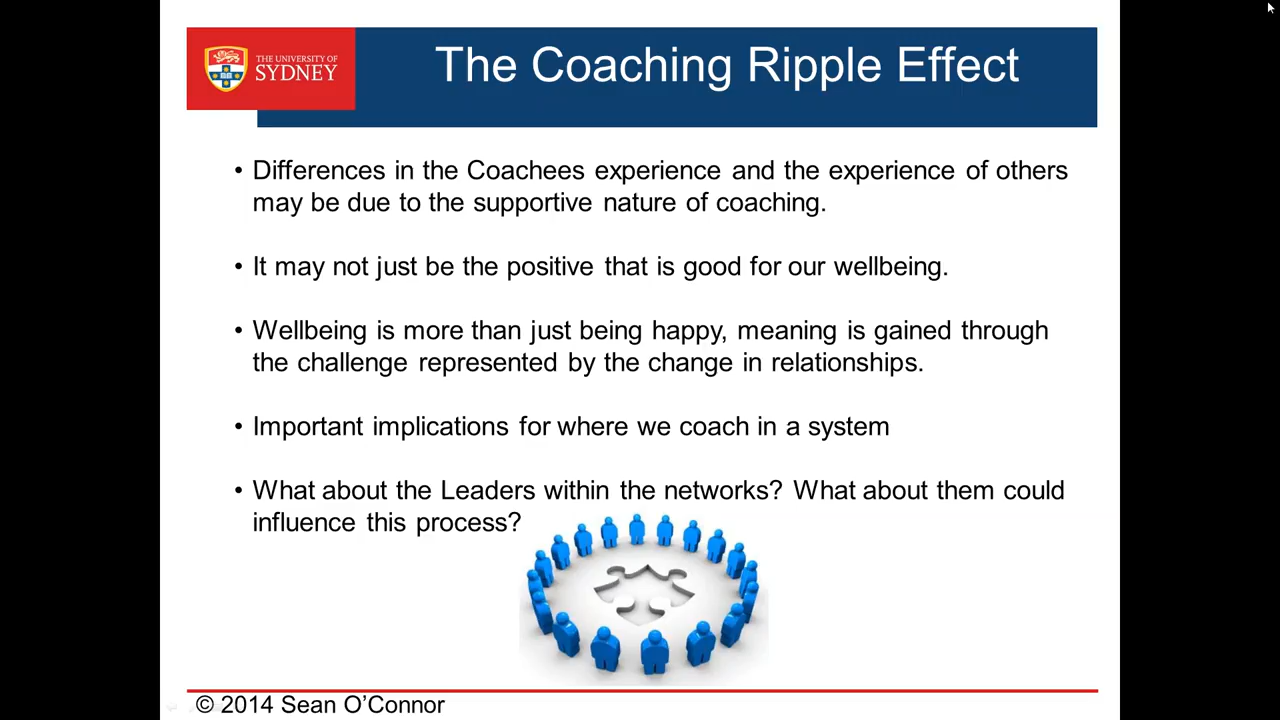 THE UNIVERSITY OF
SYDNEY
The Coaching Ripple Effect
• Differences in the Coachees experience and the experience of others
may be due to the supportive nature of coaching.
• It may not just be the positive that is good for our wellbeing.
• Wellbeing is more than just being happy, meaning is gained through
the challenge represented by the change in relationships.
• Important implications for where we coach in a system
• What about the Leaders within the networks? What about them could
influence this process?
© 2014 Sean O’Connor